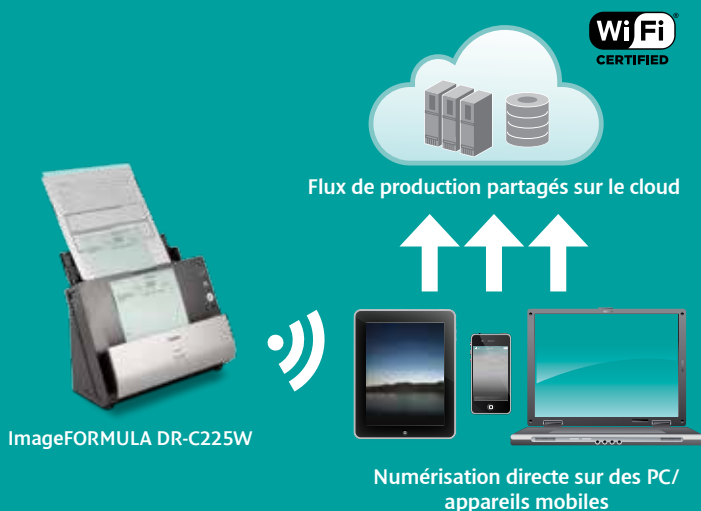 Wi Fi
CERTIFIED
Flux de production partagés sur le cloud
ImageFORMULA DR-C225W
Numérisation directe sur des PC/
appareils mobiles